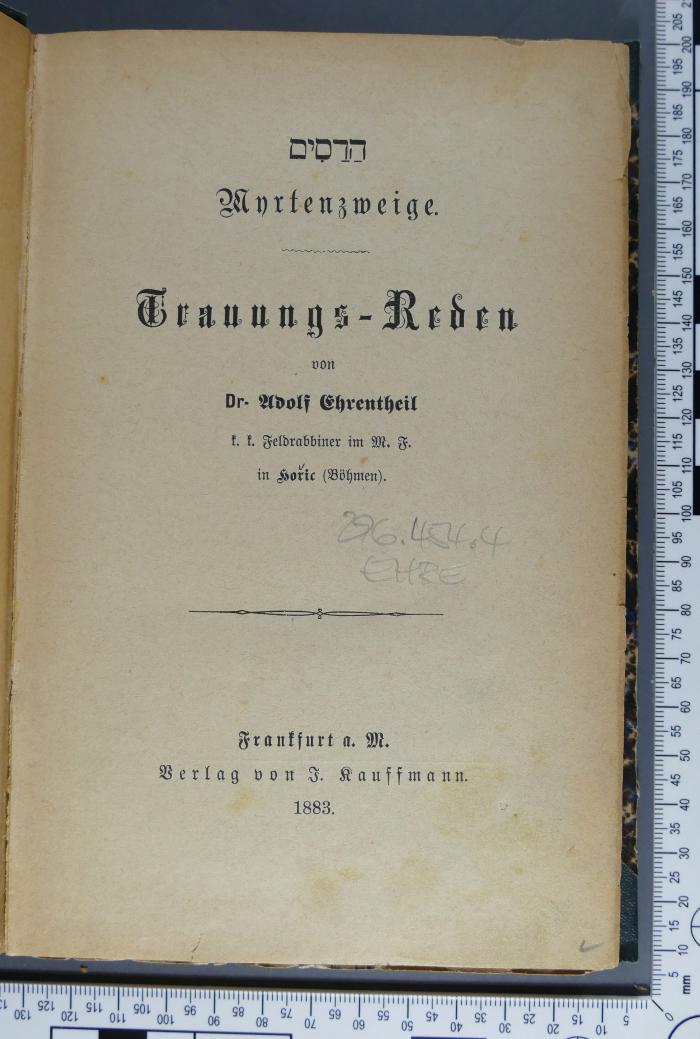 הַדַסִים
Myrtenzweige.
Trauungs-Reden
von
Dr. Adolf Ehrentheil
k. k. Feldrabbiner im M. F.
in Hořic (Böhmen).
296.454.4
EHRE
Frankfurt a. M.
Verlag von J. Kauffmann.
1883.